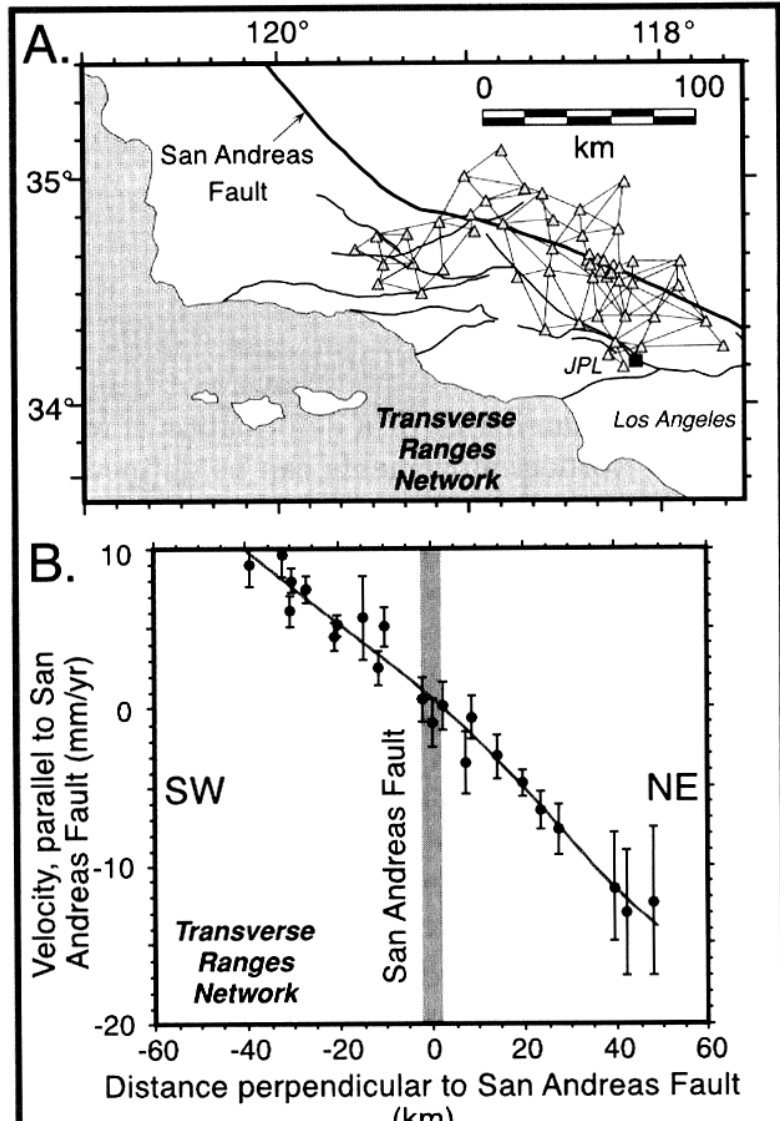 A.
120°
118°
0
100
km
San Andreas
Fault
35°
34°
JPL
Los Angeles
Transverse
Ranges
Network
B.
10
0
-10
-20
Velocity, parallel to San
Andreas Fault (mm/yr)
SW
NE
San Andreas Fault
Transverse
Ranges
Network
-60
-40
-20
0
20
40
60
Distance perpendicular to San Andreas Fault
(km)